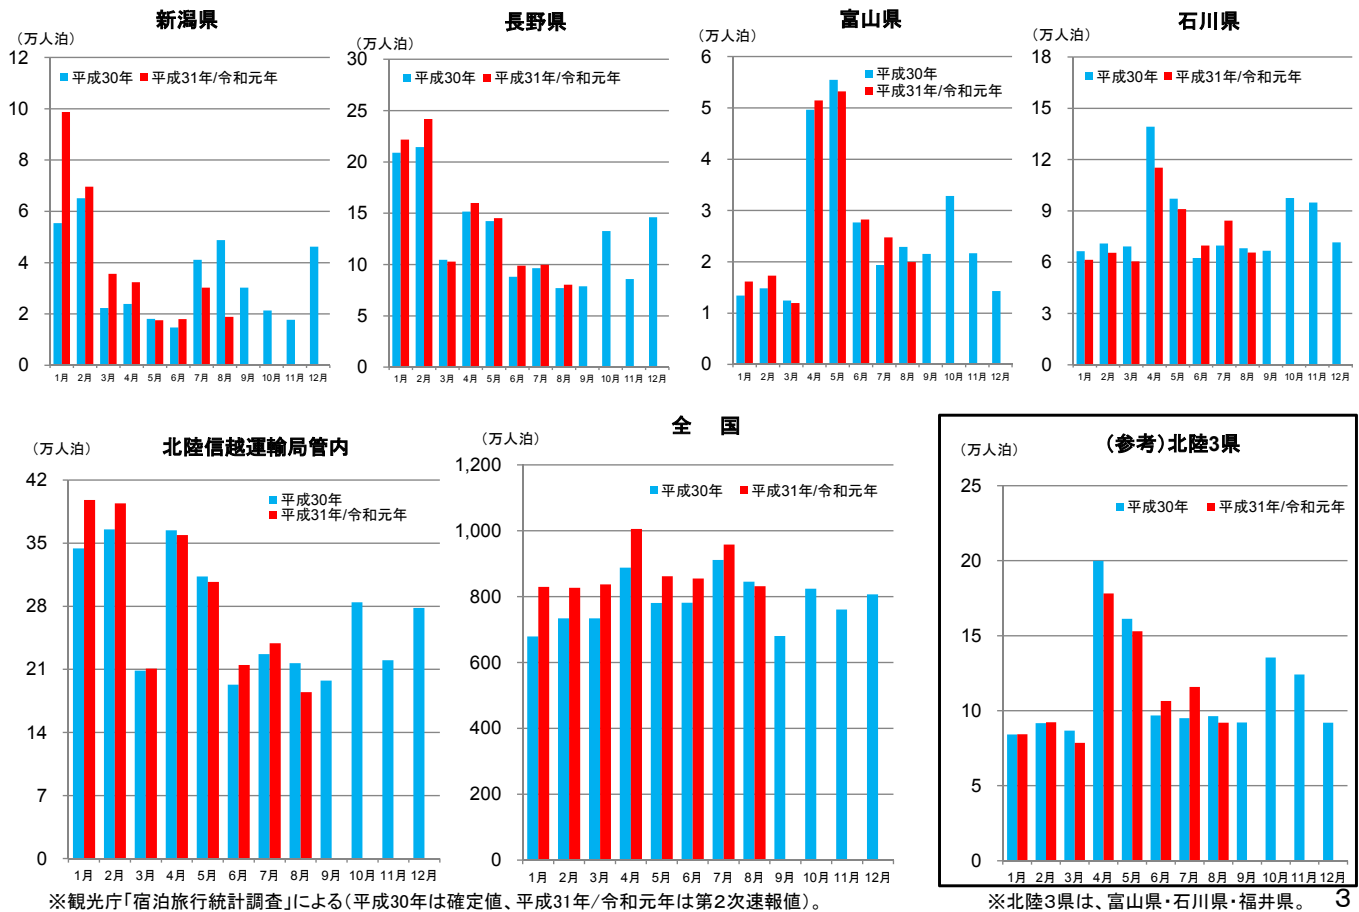 新潟県
（万人泊）
12
10
8
6
4
2
0
平成30年 平成31年/令和元年
1月 2月 3月 4月 5月 6月 7月 8月 9月 10月 11月 12月
長野県
（万人泊）
30
25
20
15
10
5
0
平成30年 平成31年/令和元年
1月 2月 3月 4月 5月 6月 7月 8月 9月 10月 11月 12月
富山県
（万人泊）
6
5
4
3
2
1
0
平成30年
平成31年/令和元年
1月 2月 3月 4月 5月 6月 7月 8月 9月 10月 11月 12月
石川県
（万人泊）
18
15
12
9
6
3
0
平成30年 平成31年/令和元年
1月 2月 3月 4月 5月 6月 7月 8月 9月 10月 11月 12月
北陸信越運輸局管内
（万人泊）
42
35
28
21
14
7
0
平成30年
平成31年/令和元年
1月 2月 3月 4月 5月 6月 7月 8月 9月 10月 11月 12月
全 国
（万人泊）
1,200
1,000
800
600
400
200
0
平成30年 平成31年/令和元年
1月 2月 3月 4月 5月 6月 7月 8月 9月 10月 11月 12月
（参考）北陸3県
（万人泊）
25
20
15
10
5
0
平成30年 平成31年/令和元年
1月 2月 3月 4月 5月 6月 7月 8月 9月 10月 11月 12月
※観光庁「宿泊旅行統計調査」による（平成30年は確定値、平成31年/令和元年は第２次速報値）。
※北陸３県は、富山県・石川県・福井県。
3